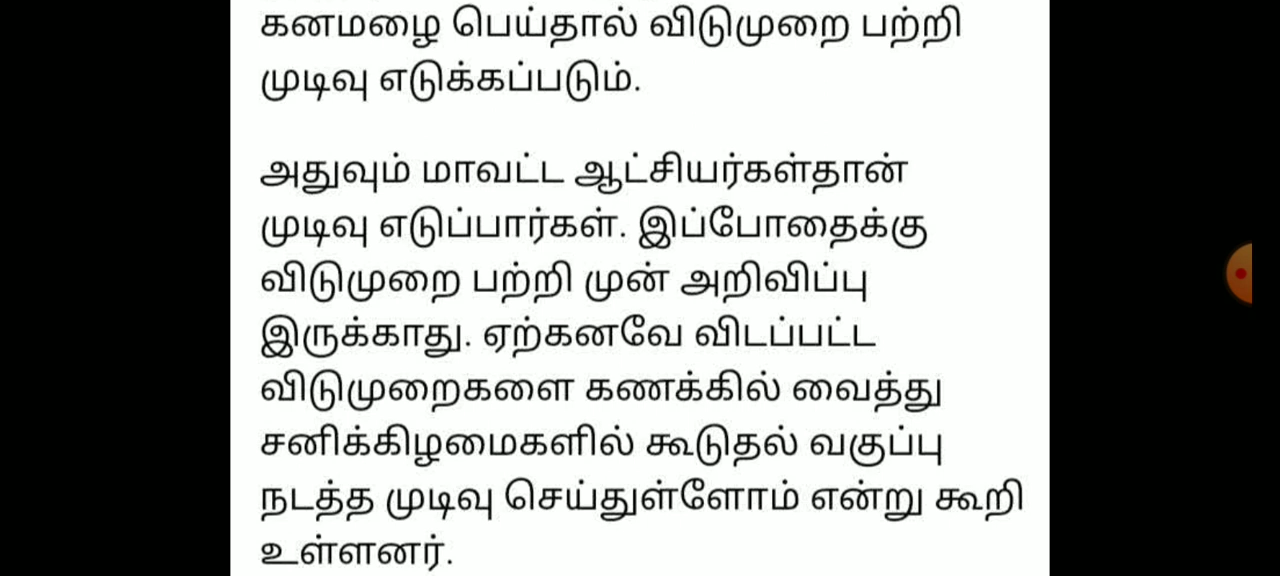 கனமழை பெய்தால் விடுமுறை பற்றி
முடிவு எடுக்கப்படும்.
அதுவும் மாவட்ட ஆட்சியர்கள்தான்
முடிவு எடுப்பார்கள். இப்போதைக்கு
விடுமுறை பற்றி முன் அறிவிப்பு
இருக்காது. ஏற்கனவே விடப்பட்ட
விடுமுறைகளை கணக்கில் வைத்து
சனிக்கிழமைகளில் கூடுதல் வகுப்பு
நடத்த முடிவு செய்துள்ளோம் என்று கூறி
உள்ளனர்.